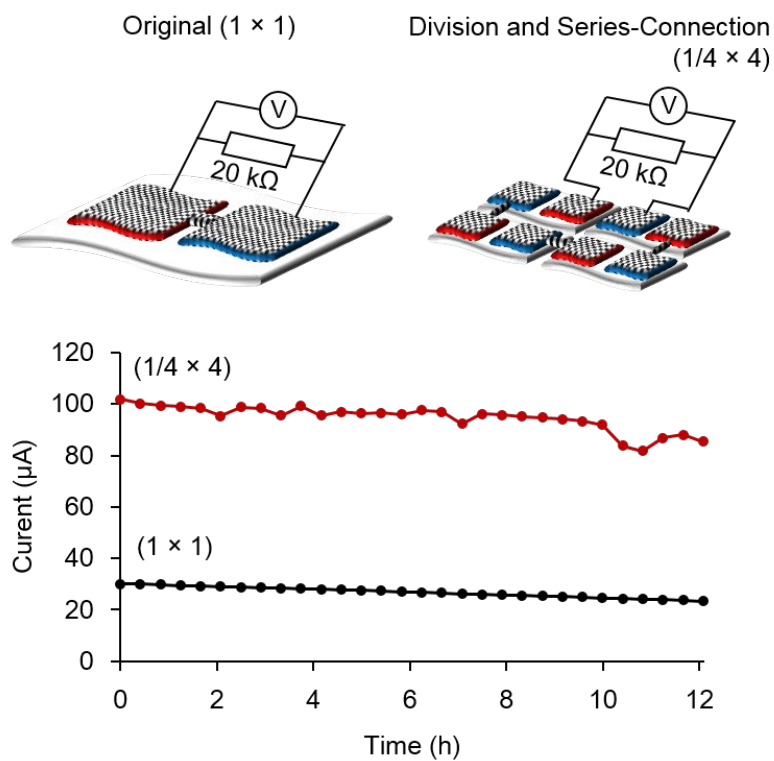 Original (1 × 1)
Division and Series-Connection
(1/4 × 4)
V
20 kΩ
V
20 kΩ
120
100
80
60
40
20
0
Curent (µA)
(1/4 × 4)
(1 × 1)
0 2 4 6 8 10 12
Time (h)